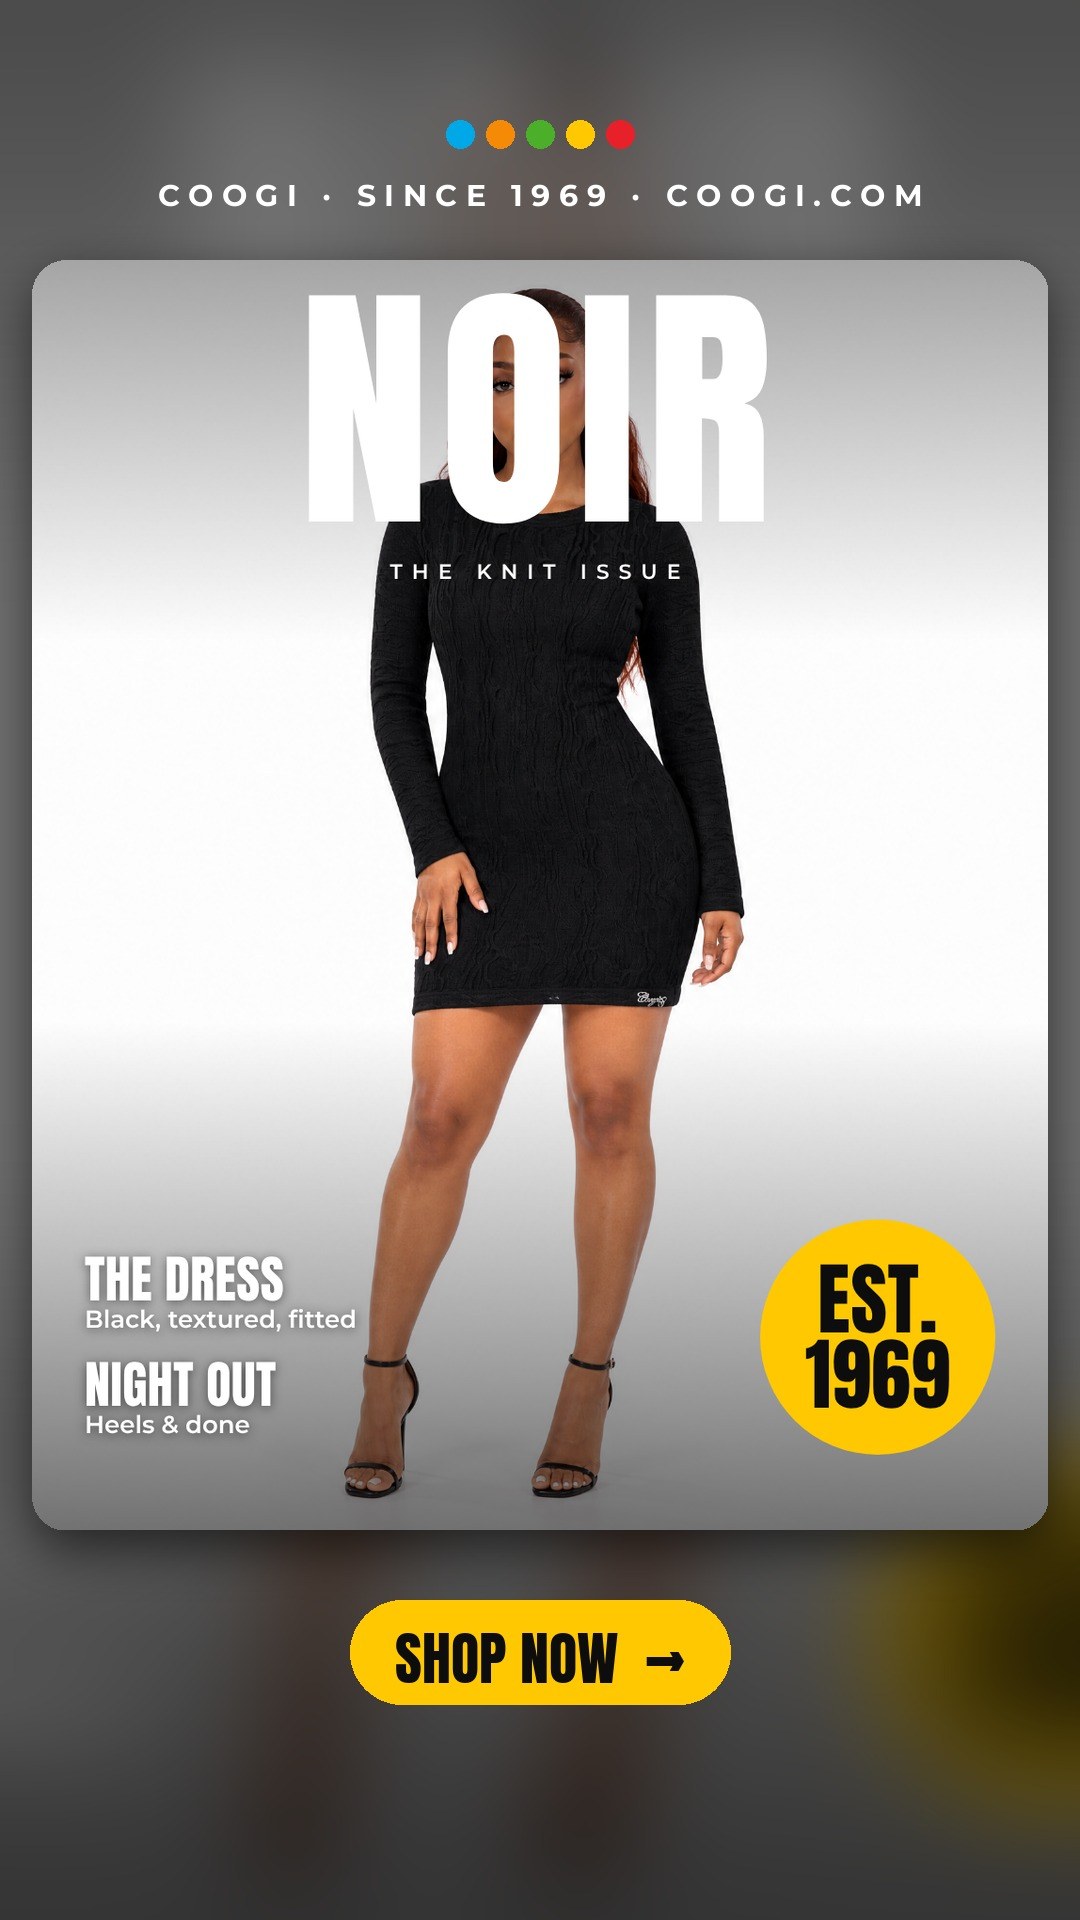 COOGI · SINCE 1969 · COOGI.COM
NOIR
THE KNIT ISSUE
THE DRESS
Black, textured, fitted
NIGHT OUT
Heels & done
EST.
1969
SHOP NOW →